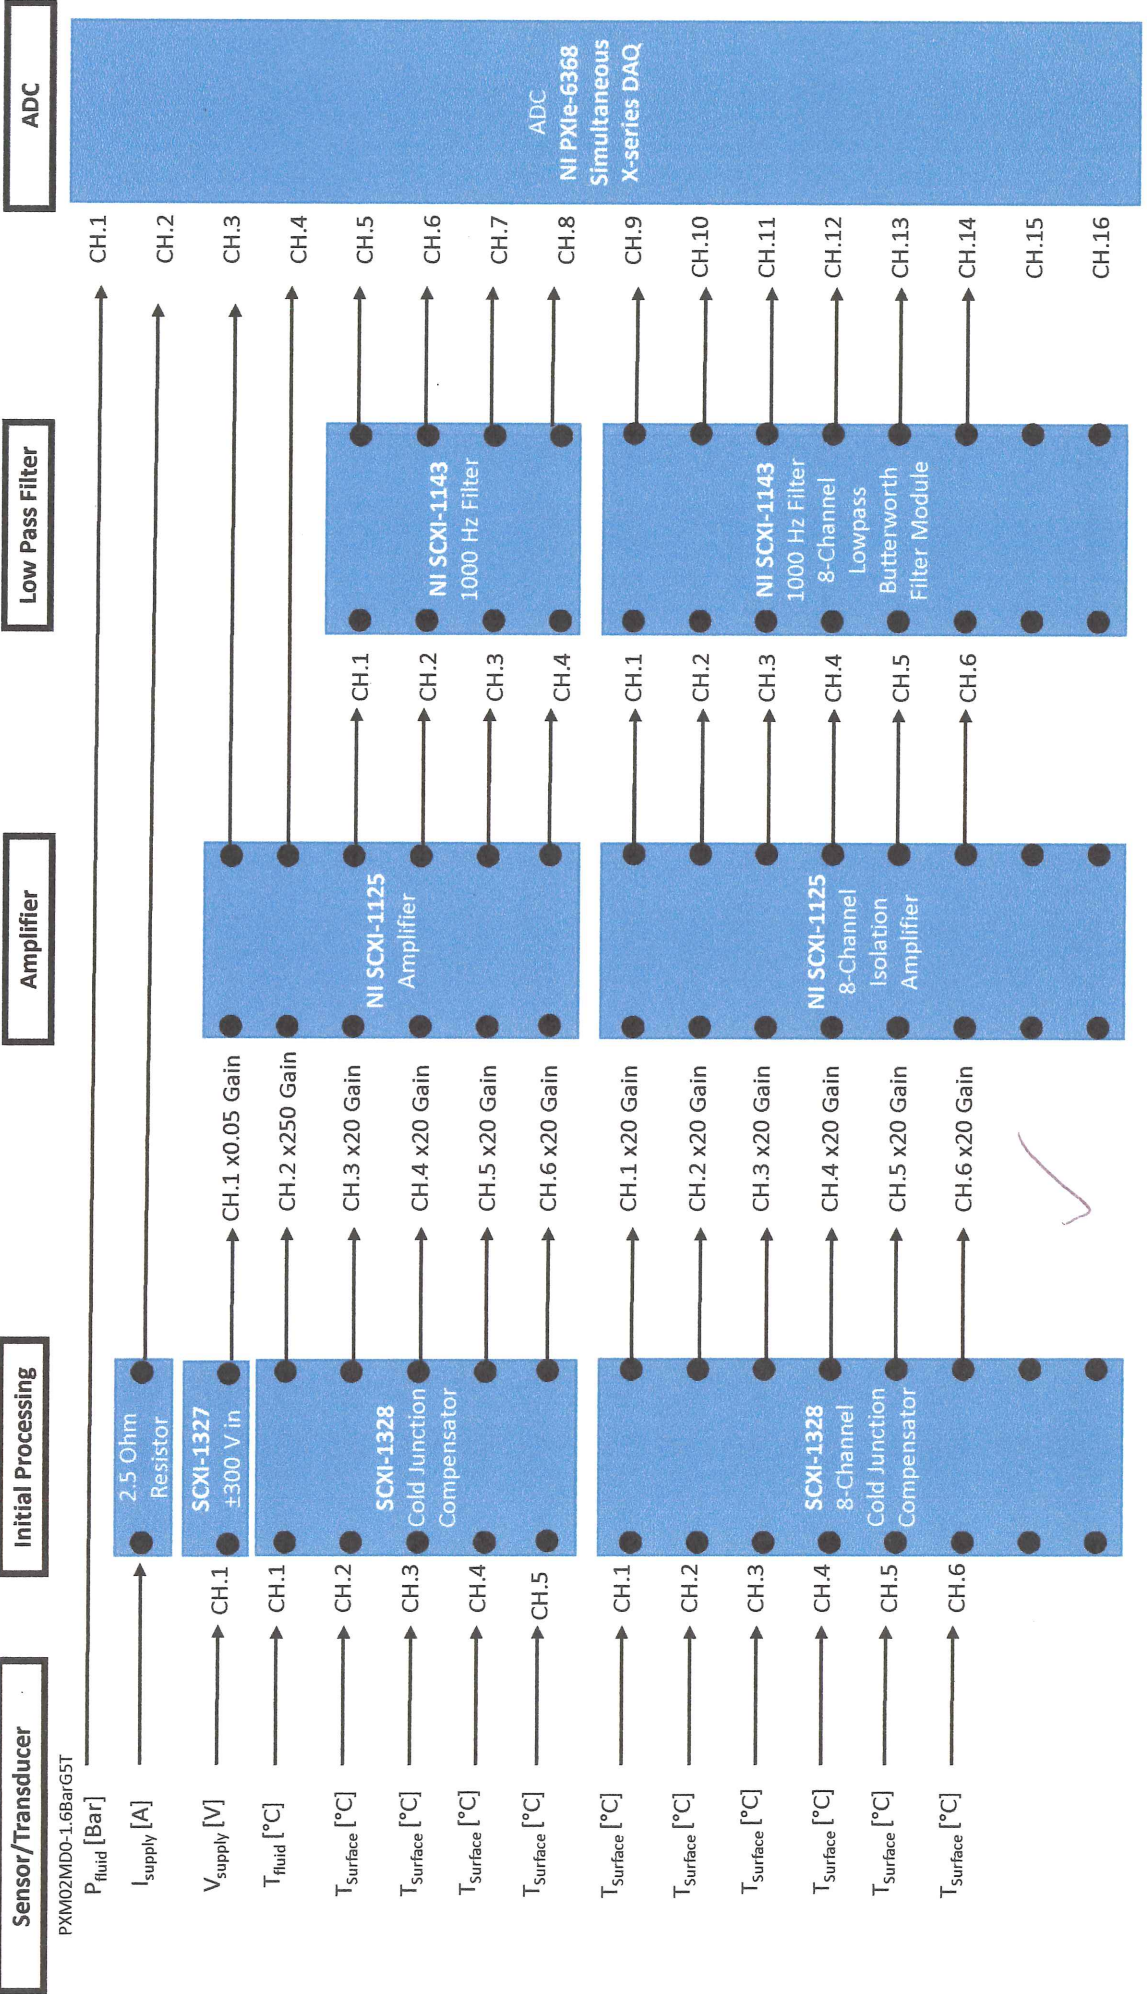 Sensor/Transducer
Initial Processing
Amplifier
Low Pass Filter
ADC
PXM02MD0-1.6BarG5T
P_fluid [Bar]
CH.1
I_supply [A]
2.5 Ohm
Resistor
CH.2
V_supply [V]
CH.1
SCXI-1327
±300 V in
CH.1 x0.05 Gain
CH.3
T_fluid [°C]
CH.1
CH.2 x250 Gain
CH.4
T_surface [°C]
CH.2
CH.3 x20 Gain
CH.1
CH.5
T_surface [°C]
CH.3
CH.4 x20 Gain
CH.2
CH.6
T_surface [°C]
CH.4
CH.5 x20 Gain
CH.3
CH.7
T_surface [°C]
CH.5
CH.6 x20 Gain
CH.4
CH.8
SCXI-1328
Cold Junction
Compensator
NI SCXI-1125
Amplifier
NI SCXI-1143
1000 Hz Filter
ADC
NI PXIe-6368
Simultaneous
X-series DAQ
T_surface [°C]
CH.1
CH.1 x20 Gain
CH.1
CH.9
T_surface [°C]
CH.2
CH.2 x20 Gain
CH.2
CH.10
T_surface [°C]
CH.3
CH.3 x20 Gain
CH.3
CH.11
T_surface [°C]
CH.4
CH.4 x20 Gain
CH.4
CH.12
T_surface [°C]
CH.5
CH.5 x20 Gain
CH.5
CH.13
T_surface [°C]
CH.6
CH.6 x20 Gain
CH.6
CH.14
CH.15
CH.16
SCXI-1328
8-Channel
Cold Junction
Compensator
NI SCXI-1125
8-Channel
Isolation
Amplifier
NI SCXI-1143
1000 Hz Filter
8-Channel
Lowpass
Butterworth
Filter Module